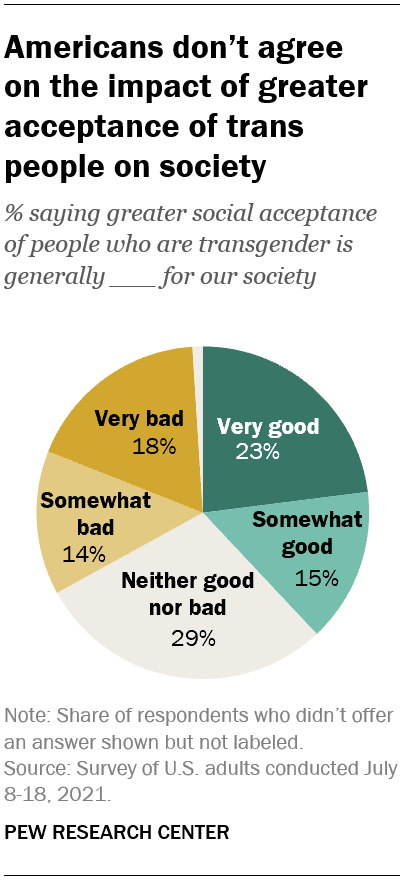 Americans don’t agree
on the impact of greater
acceptance of trans
people on society
% saying greater social acceptance
of people who are transgender is
generally ___ for our society
Very good
23%
Somewhat
good
15%
Neither good
nor bad
29%
Somewhat
bad
14%
Very bad
18%
Note: Share of respondents who didn’t offer
an answer shown but not labeled.
Source: Survey of U.S. adults conducted July
8-18, 2021.
PEW RESEARCH CENTER